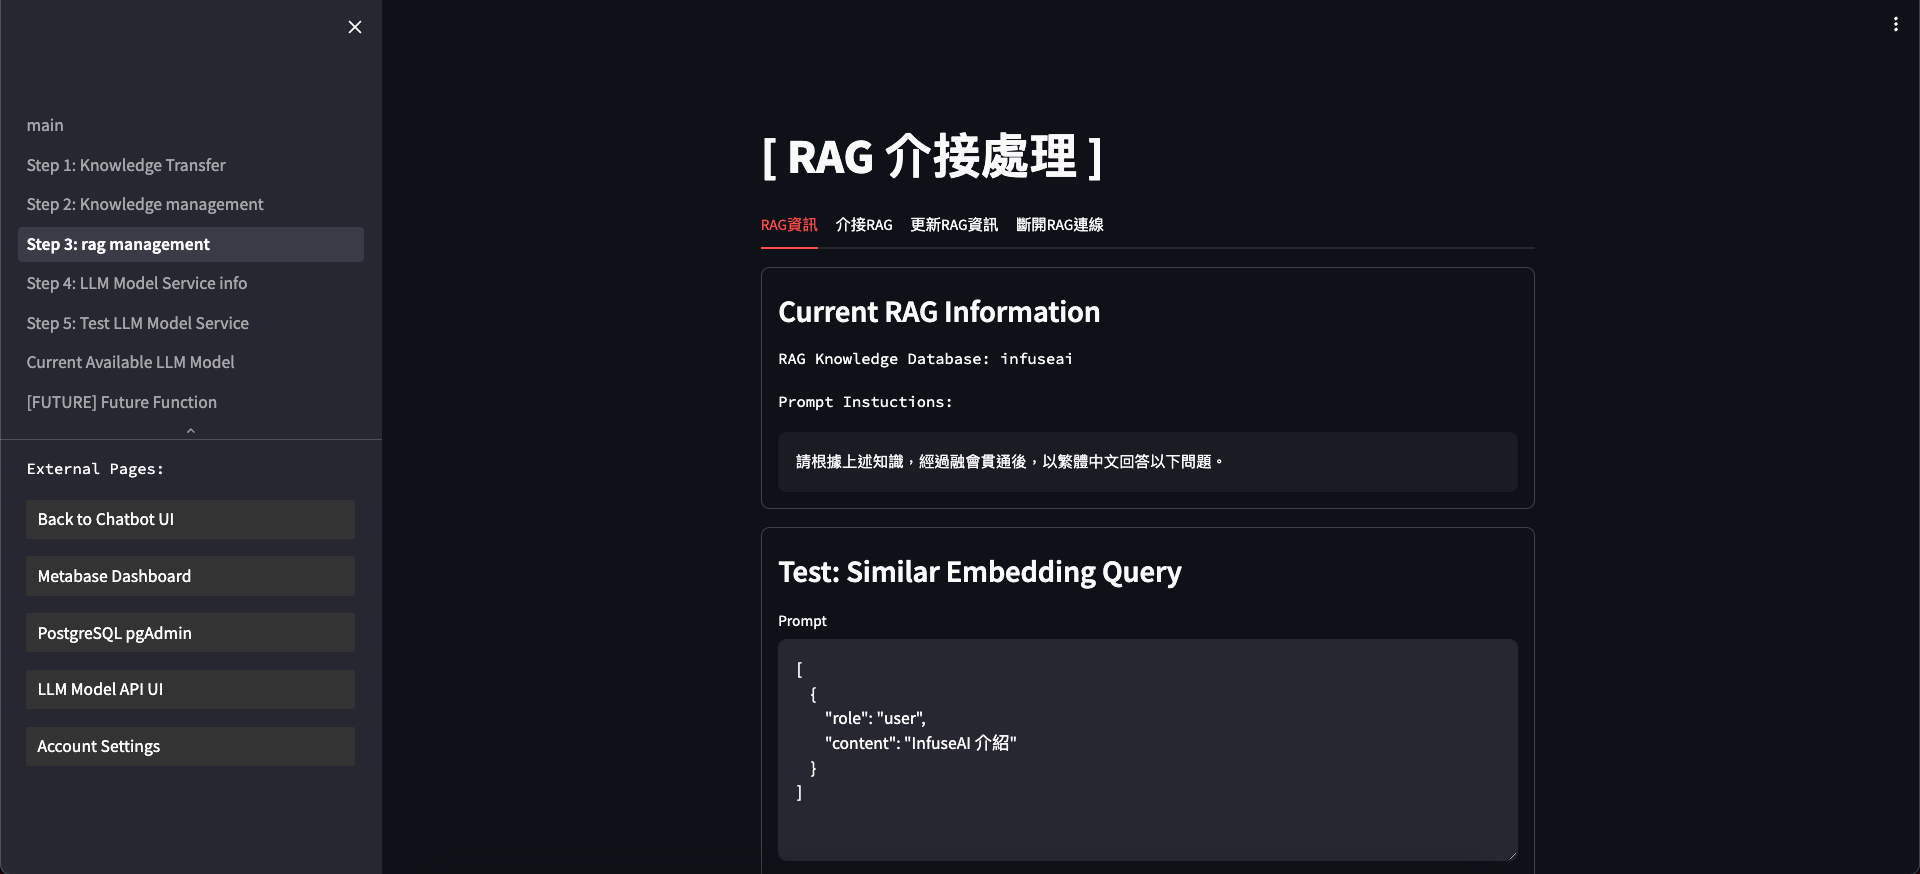 main
Step 1: Knowledge Transfer
Step 2: Knowledge management
Step 3: rag management
Step 4: LLM Model Service info
Step 5: Test LLM Model Service
Current Available LLM Model
[FUTURE] Future Function
External Pages:
Back to Chatbot UI
Metabase Dashboard
PostgreSQL pgAdmin
LLM Model API UI
Account Settings
[ RAG 介接處理 ]
RAG資訊 介接RAG 更新RAG資訊 斷開RAG連線
Current RAG Information
RAG Knowledge Database: infuseai
Prompt Instuctions:
請根據上述知識，經過融會貫通後，以繁體中文回答以下問題。
Test: Similar Embedding Query
Prompt
[
{
"role": "user",
"content": "InfuseAI 介紹"
}
]